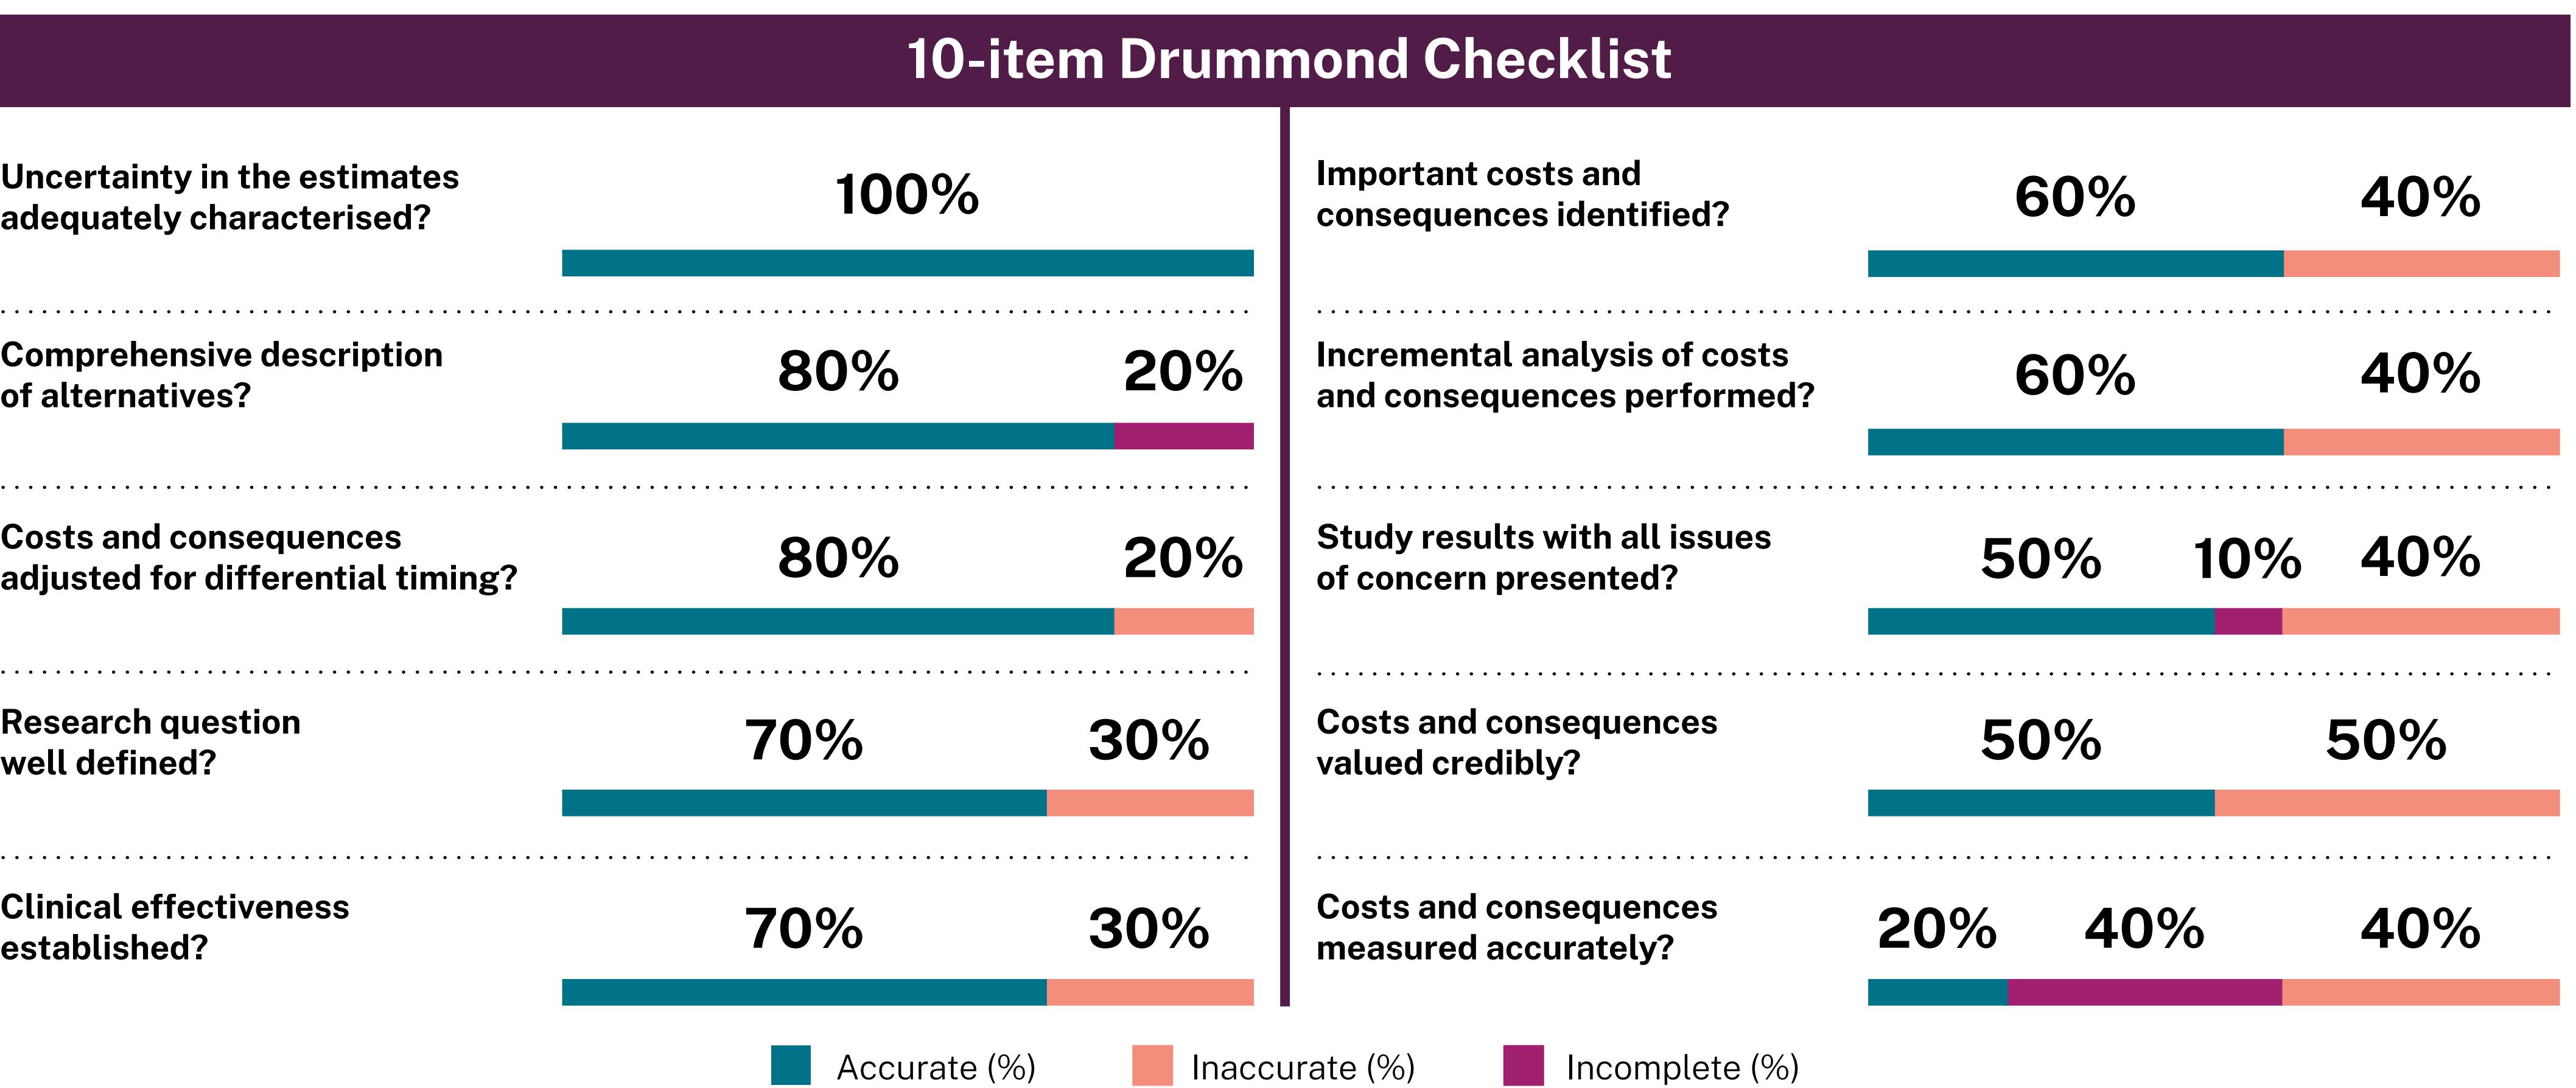 10-item Drummond Checklist
Uncertainty in the estimates
adequately characterised?
100%
Comprehensive description
of alternatives?
80% 20%
Costs and consequences
adjusted for differential timing?
80% 20%
Research question
well defined?
70% 30%
Clinical effectiveness
established?
70% 30%
Important costs and
consequences identified?
60% 40%
Incremental analysis of costs
and consequences performed?
60% 40%
Study results with all issues
of concern presented?
50% 10% 40%
Costs and consequences
valued credibly?
50% 50%
Costs and consequences
measured accurately?
20% 40% 40%
Accurate (%) Inaccurate (%) Incomplete (%)